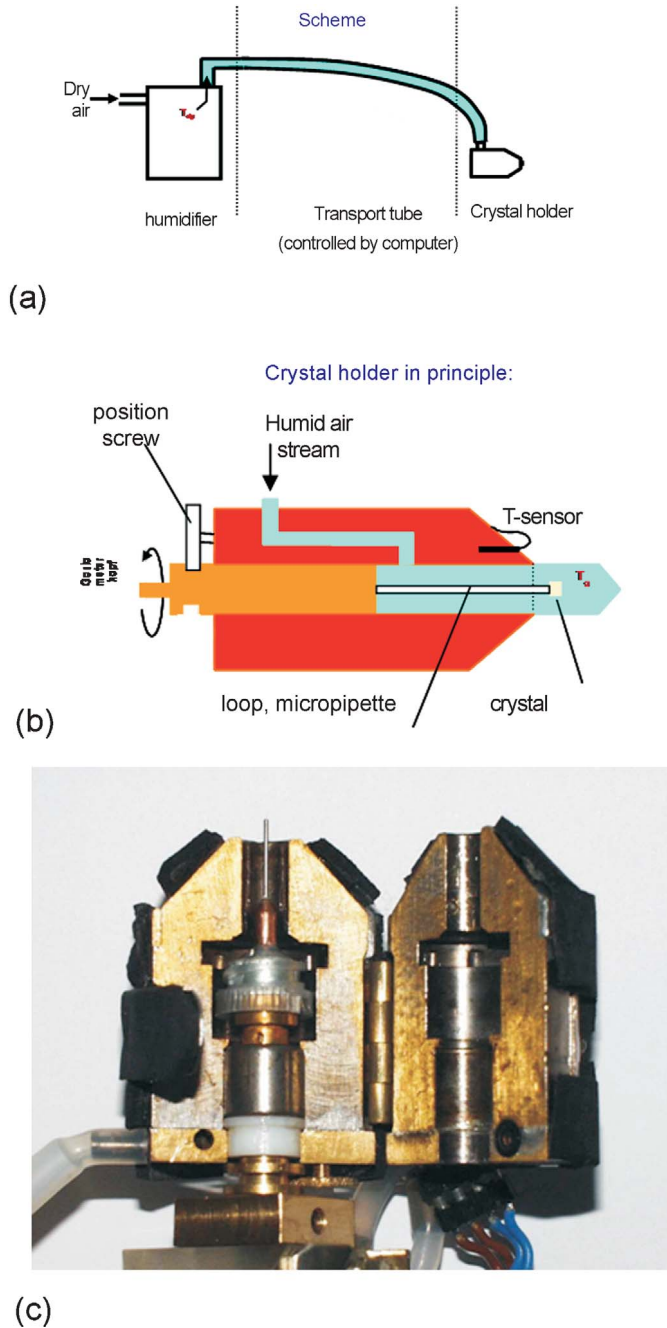 Scheme
Dry
air
humidifier
Transport tube
(controlled by computer)
Crystal holder
(a)
Crystal holder in principle:
position
screw
Humid air
stream
T-sensor
loop, micropipette
crystal
(b)
(c)